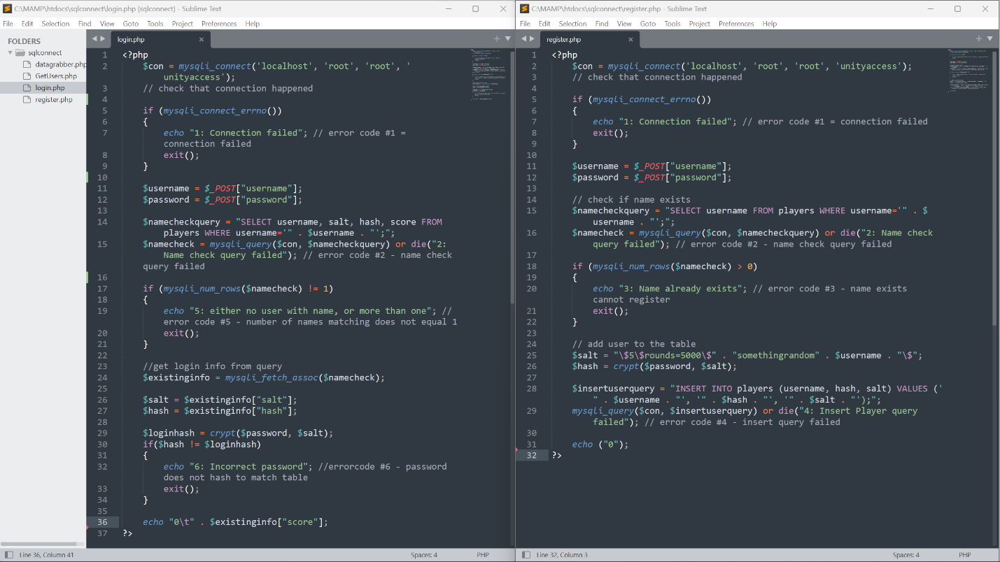 C:\MAMP\htdocs\sqlconnect\login.php (sqlconnect) - Sublime Text
File Edit Selection Find View Goto Tools Project Preferences Help
FOLDERS
sqlconnect
datagrabber.php
GetUsers.php
login.php
register.php
login.php
1 <?php
2 $con = mysqli_connect('localhost', 'root', 'root', '
unityaccess');
3 // check that connection happened
4
5 if (mysqli_connect_errno())
6 {
7 echo "1: Connection failed"; // error code #1 =
connection failed
8 exit();
9 }
10
11 $username = $_POST["username"];
12 $password = $_POST["password"];
13
14 $namecheckquery = "SELECT username, salt, hash, score FROM
players WHERE username='" . $username . "';";
15 $namecheck = mysqli_query($con, $namecheckquery) or die("2:
Name check query failed"); // error code #2 - name check
query failed
16
17 if (mysqli_num_rows($namecheck) != 1)
18 {
19 echo "5: either no user with name, or more than one"; //
error code #5 - number of names matching does not equal 1
20 exit();
21 }
22
23 //get login info from query
24 $existinginfo = mysqli_fetch_assoc($namecheck);
25
26 $salt = $existinginfo["salt"];
27 $hash = $existinginfo["hash"];
28
29 $loginhash = crypt($password, $salt);
30 if($hash != $loginhash)
31 {
32 echo "6: Incorrect password"; //errorcode #6 - password
does not hash to match table
33 exit();
34 }
35
36 echo "0\t" . $existinginfo["score"];
37 ?>
Line 36, Column 41 Spaces: 4 PHP
C:\MAMP\htdocs\sqlconnect\register.php - Sublime Text
File Edit Selection Find View Goto Tools Project Preferences Help
register.php
1 <?php
2 $con = mysqli_connect('localhost', 'root', 'root', 'unityaccess');
3 // check that connection happened
4
5 if (mysqli_connect_errno())
6 {
7 echo "1: Connection failed"; // error code #1 = connection failed
8 exit();
9 }
10
11 $username = $_POST["username"];
12 $password = $_POST["password"];
13
14 // check if name exists
15 $namecheckquery = "SELECT username FROM players WHERE username='" . $
username . "';";
16 $namecheck = mysqli_query($con, $namecheckquery) or die("2: Name check
query failed"); // error code #2 - name check query failed
17
18 if (mysqli_num_rows($namecheck) > 0)
19 {
20 echo "3: Name already exists"; // error code #3 - name exists
cannot register
21 exit();
22 }
23
24 // add user to the table
25 $salt = "\$5\$rounds=5000\$" . "somethingrandom" . $username . "\$";
26 $hash = crypt($password, $salt);
27
28 $insertuserquery = "INSERT INTO players (username, hash, salt) VALUES ('
" . $username . "', '" . $hash . "', '" . $salt . "');";
29 mysqli_query($con, $insertuserquery) or die("4: Insert Player query
failed"); // error code #4 - insert query failed
30
31 echo ("0");
32 ?>
Line 32, Column 3 Spaces: 4 PHP